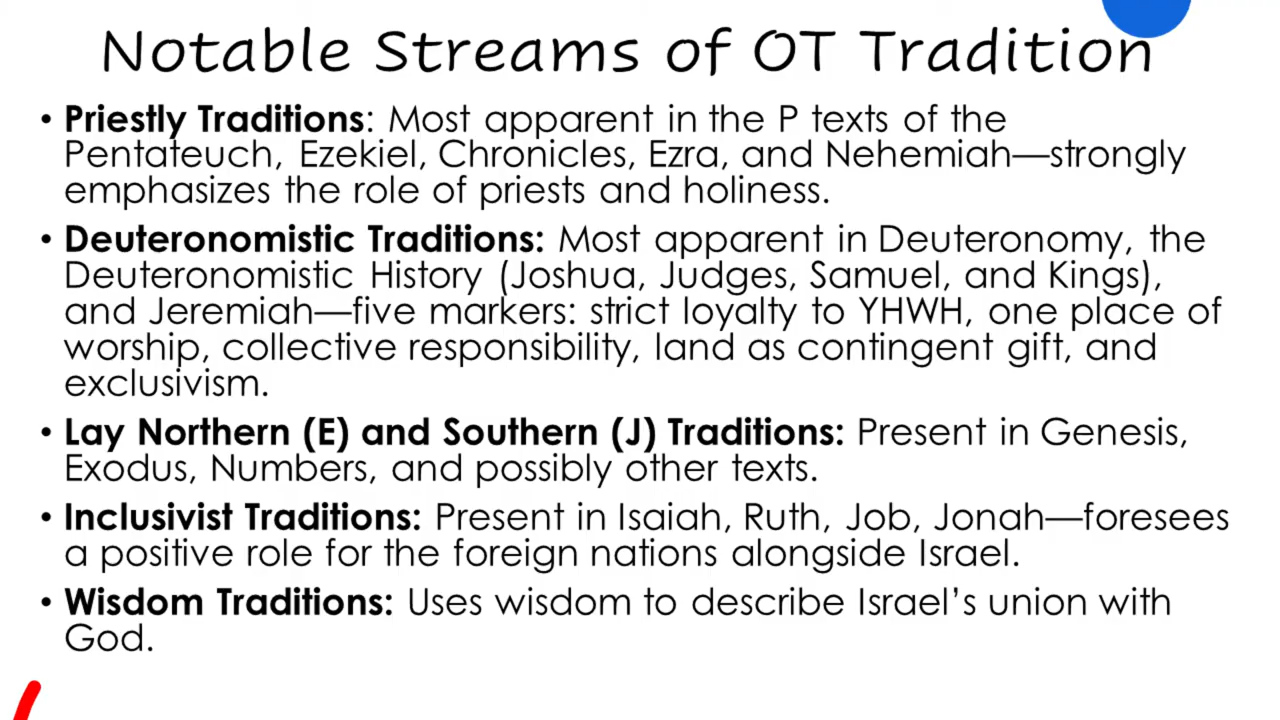 Notable Streams of OT Tradition
• Priestly Traditions: Most apparent in the P texts of the
Pentateuch, Ezekiel, Chronicles, Ezra, and Nehemiah—strongly
emphasizes the role of priests and holiness.
• Deuteronomistic Traditions: Most apparent in Deuteronomy, the
Deuteronomistic History (Joshua, Judges, Samuel, and Kings),
and Jeremiah—five markers: strict loyalty to YHWH, one place of
worship, collective responsibility, land as contingent gift, and
exclusivism.
• Lay Northern (E) and Southern (J) Traditions: Present in Genesis,
Exodus, Numbers, and possibly other texts.
• Inclusivist Traditions: Present in Isaiah, Ruth, Job, Jonah—foresees
a positive role for the foreign nations alongside Israel.
• Wisdom Traditions: Uses wisdom to describe Israel’s union with
God.